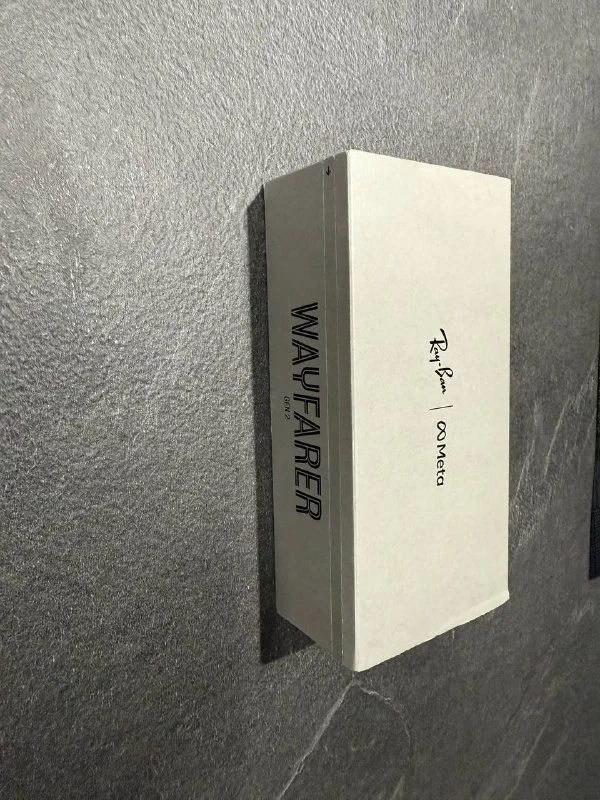 Ray-Ban | ∞ Meta
WAYFARER
GEN 2